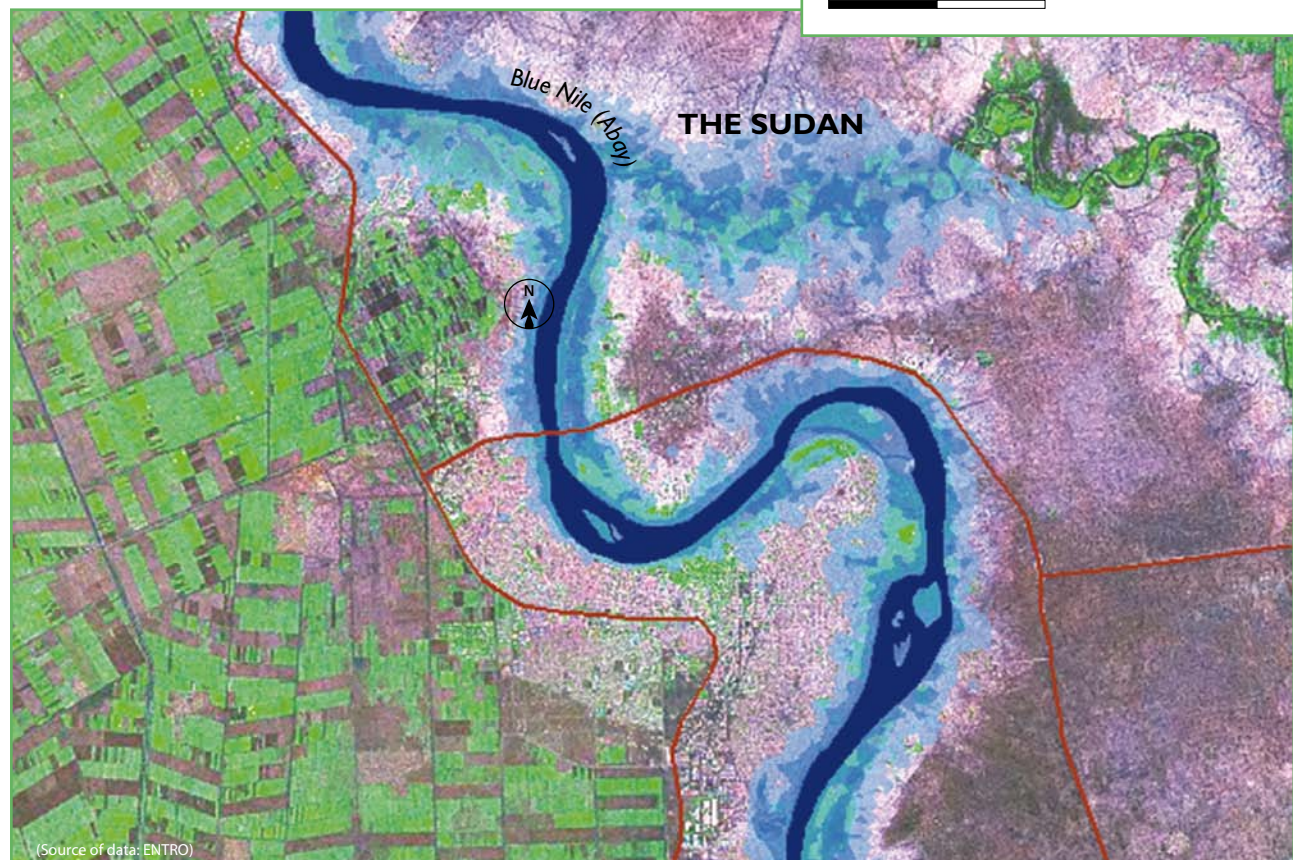 Blue Nile (Abay)
THE SUDAN
N
(Source of data: ENTRO)